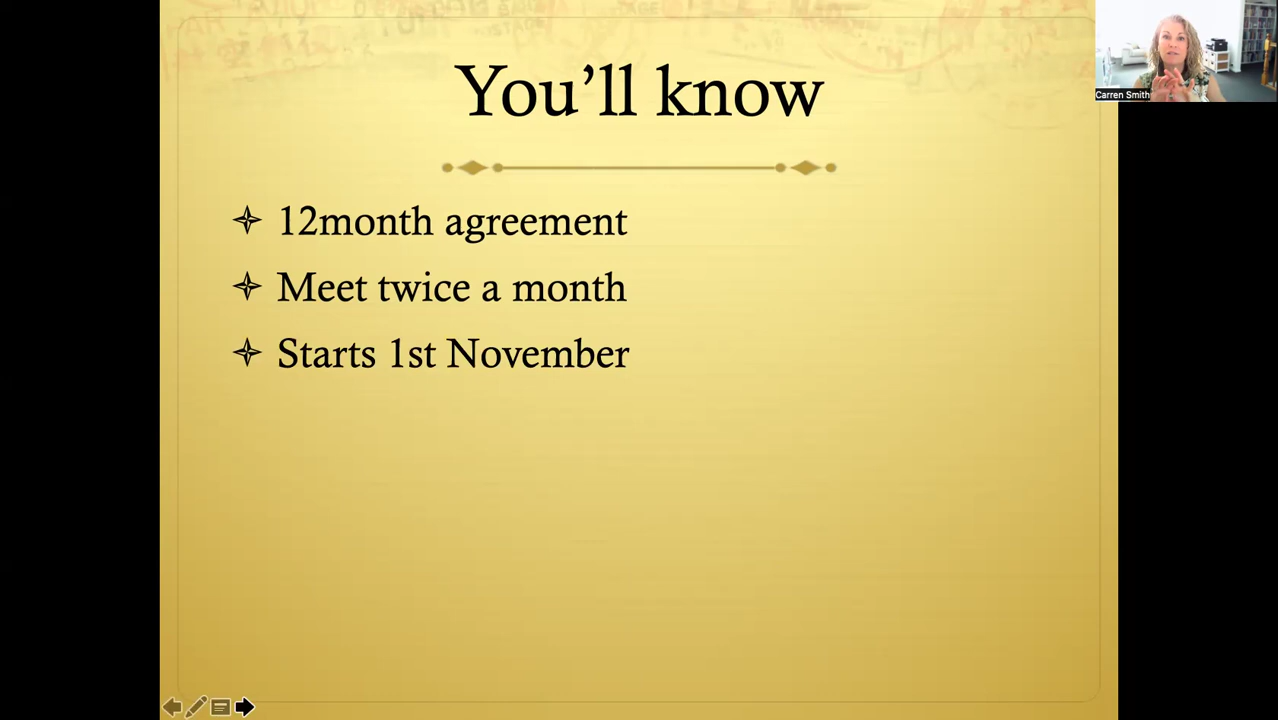 You'll know
12month agreement
Meet twice a month
Starts 1st November
Carren Smith